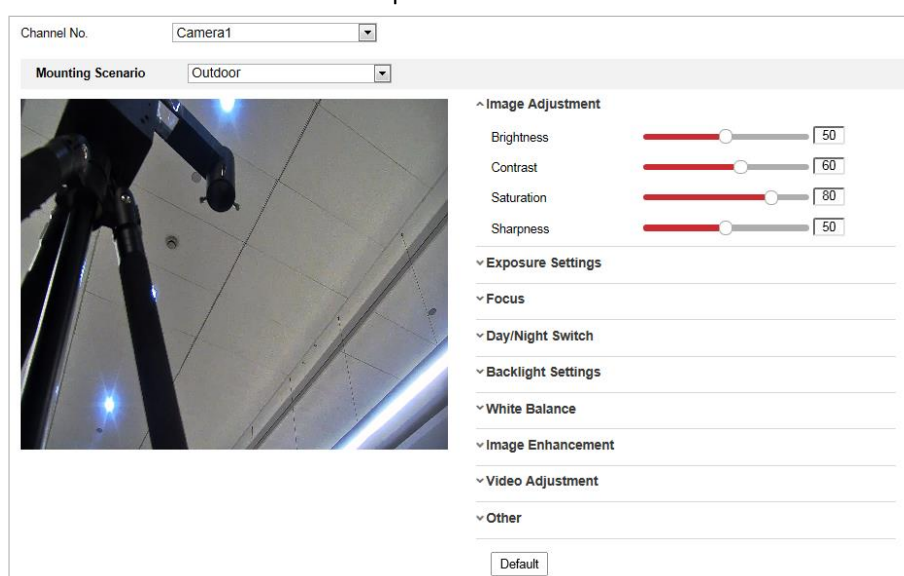 Channel No. Camera1
Mounting Scenario Outdoor
Image Adjustment
Brightness 50
Contrast 60
Saturation 80
Sharpness 50
Exposure Settings
Focus
Day/Night Switch
Backlight Settings
White Balance
Image Enhancement
Video Adjustment
Other
Default